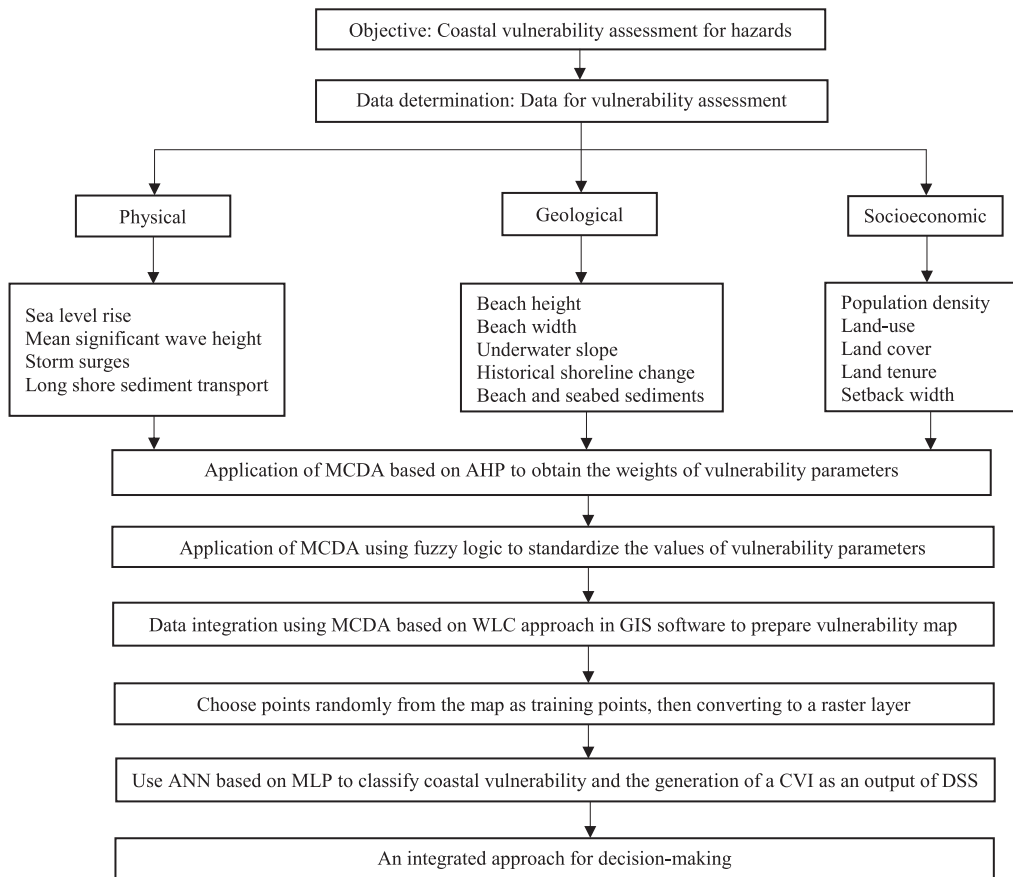 Objective: Coastal vulnerability assessment for hazards
Data determination: Data for vulnerability assessment
Physical
Geological
Socioeconomic
Sea level rise
Mean significant wave height
Storm surges
Long shore sediment transport
Beach height
Beach width
Underwater slope
Historical shoreline change
Beach and seabed sediments
Population density
Land-use
Land cover
Land tenure
Setback width
Application of MCDA based on AHP to obtain the weights of vulnerability parameters
Application of MCDA using fuzzy logic to standardize the values of vulnerability parameters
Data integration using MCDA based on WLC approach in GIS software to prepare vulnerability map
Choose points randomly from the map as training points, then converting to a raster layer
Use ANN based on MLP to classify coastal vulnerability and the generation of a CVI as an output of DSS
An integrated approach for decision-making